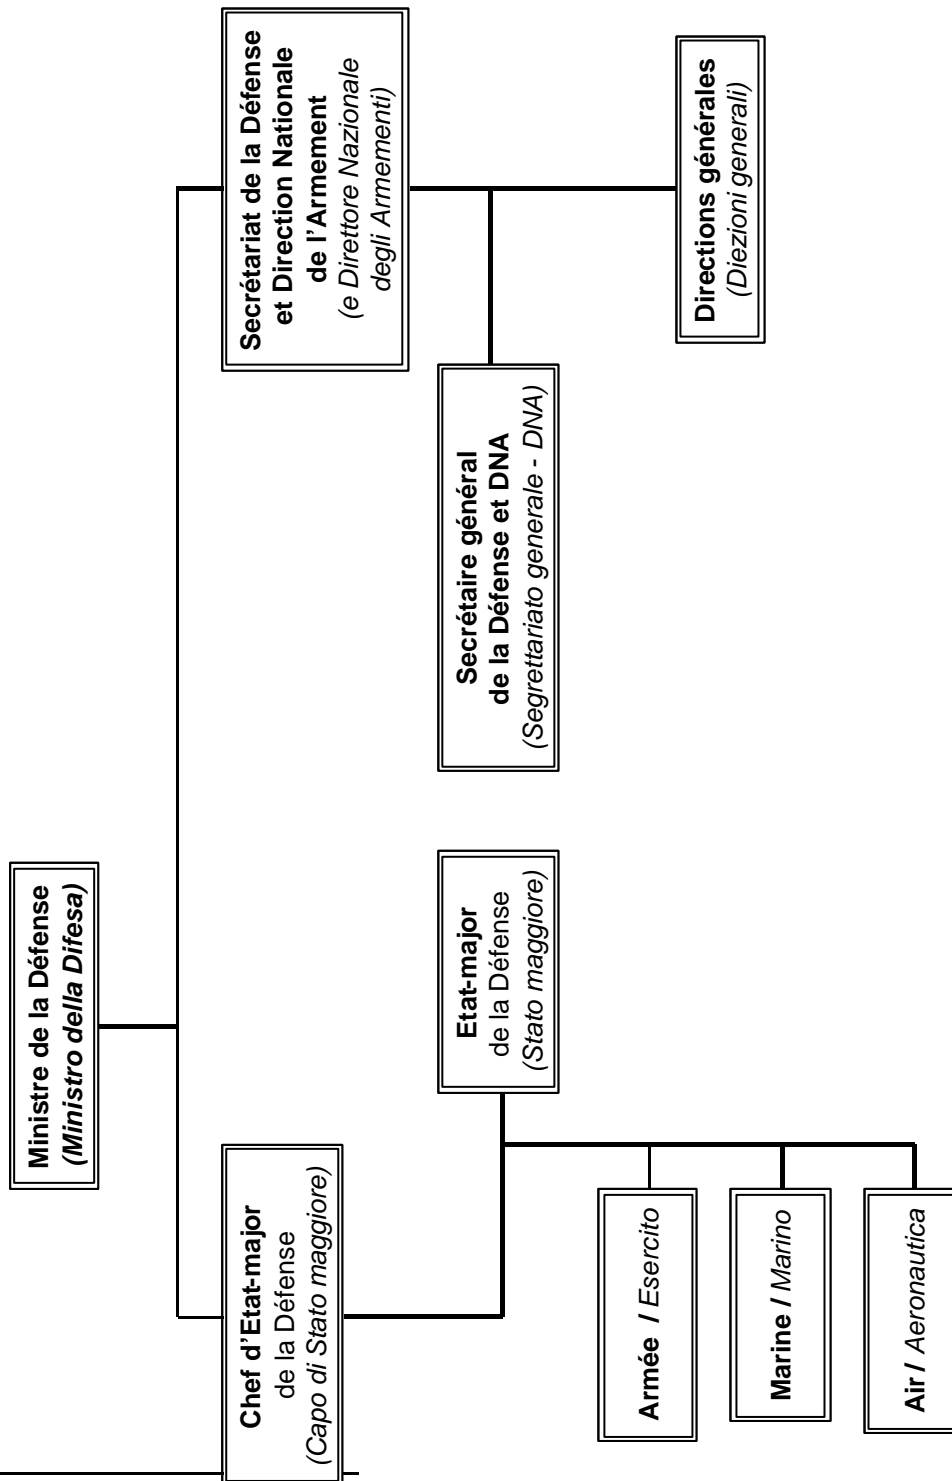 Ministre de la Défense
(Ministro della Difesa)
Chef d'Etat-major
de la Défense
(Capo di Stato maggiore)
Secrétariat de la Défense
et Direction Nationale
de l'Armement
(e Direttore Nazionale
degli Armementi)
Etat-major
de la Défense
(Stato maggiore)
Secrétaire général
de la Défense et DNA
(Segrettariato generale - DNA)
Armée / Esercito
Marine / Marino
Air / Aeronautica
Directions générales
(Diezioni generali)